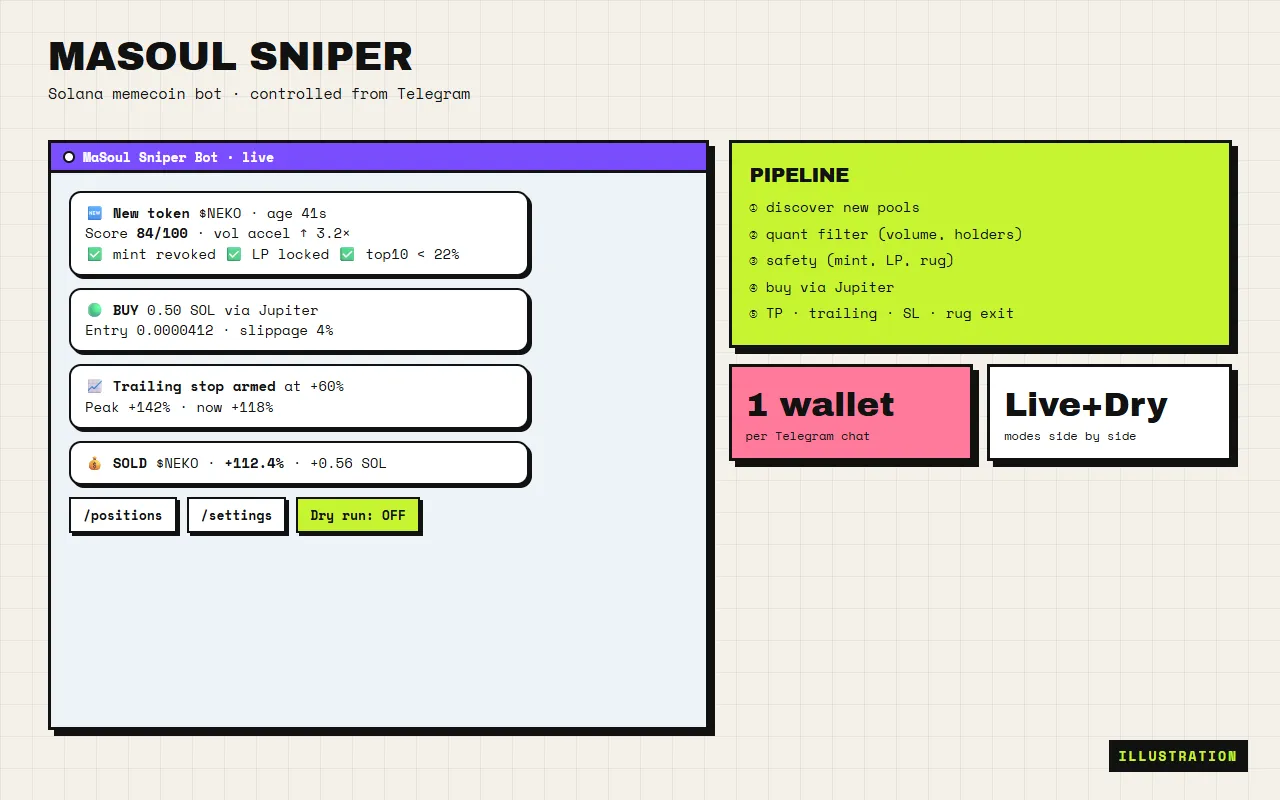 MASOUL SNIPER
Solana memecoin bot · controlled from Telegram
MaSoul Sniper Bot · live
🆕 New token $NEKO · age 41s
Score 84/100 · vol accel ↑ 3.2×
✅ mint revoked ✅ LP locked ✅ top10 < 22%
🟢 BUY 0.50 SOL via Jupiter
Entry 0.0000412 · slippage 4%
📈 Trailing stop armed at +60%
Peak +142% · now +118%
💰 SOLD $NEKO · +112.4% · +0.56 SOL
/positions
/settings
Dry run: OFF
PIPELINE
① discover new pools
② quant filter (volume, holders)
③ safety (mint, LP, rug)
④ buy via Jupiter
⑤ TP · trailing · SL · rug exit
1 wallet
per Telegram chat
Live+Dry
modes side by side
ILLUSTRATION